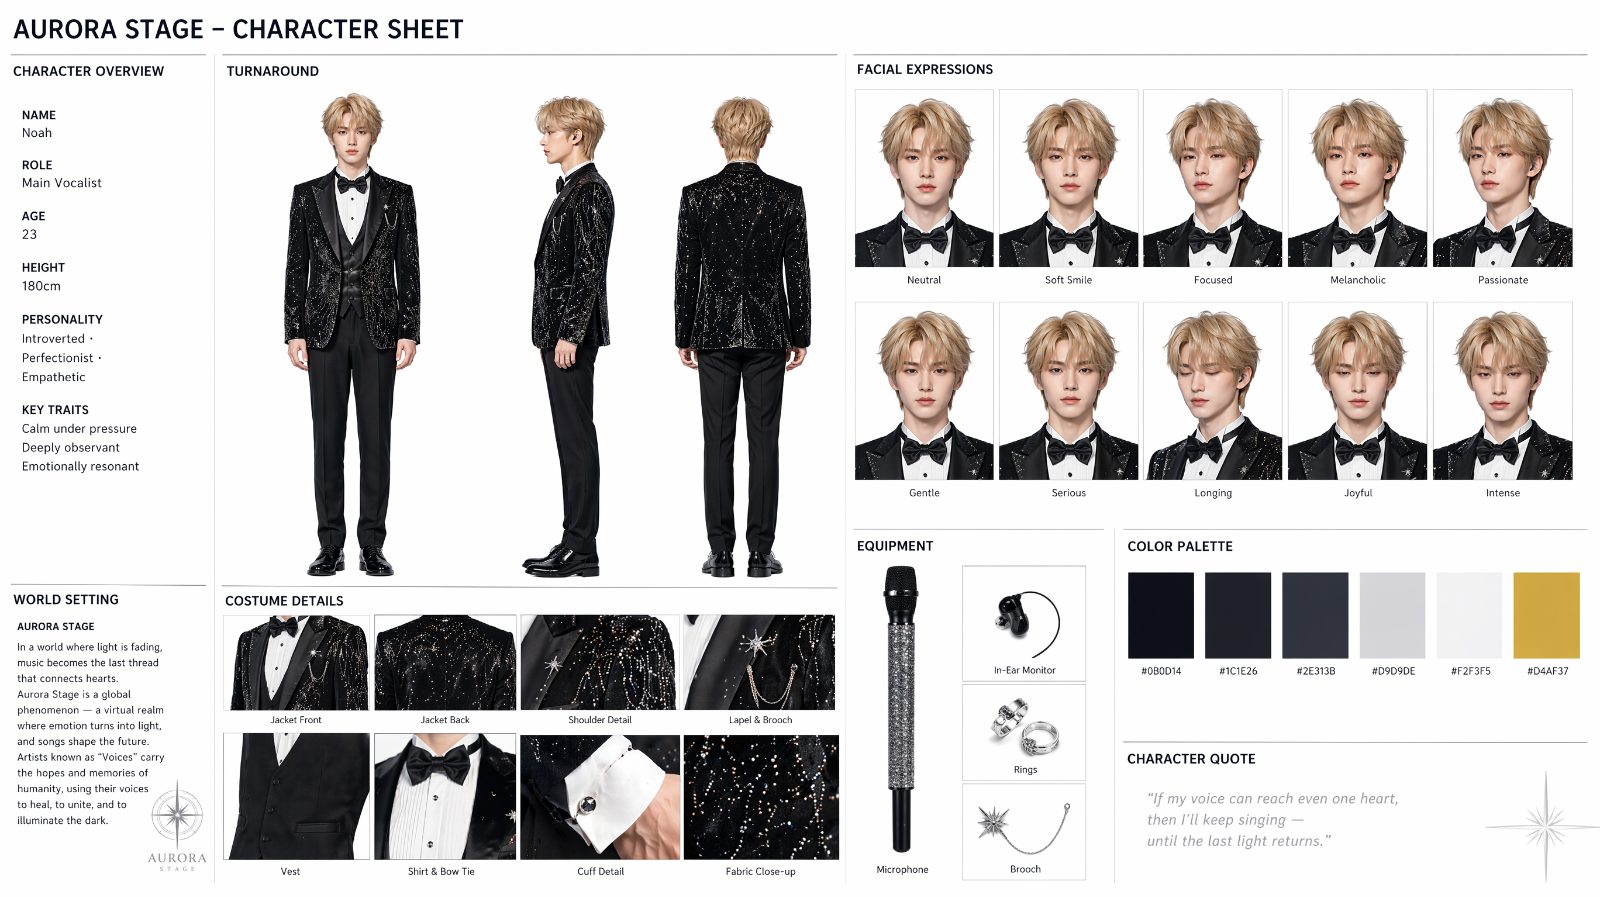 AURORA STAGE – CHARACTER SHEET
CHARACTER OVERVIEW
NAME
Noah
ROLE
Main Vocalist
AGE
23
HEIGHT
180cm
PERSONALITY
Introverted ·
Perfectionist ·
Empathetic
KEY TRAITS
Calm under pressure
Deeply observant
Emotionally resonant
WORLD SETTING
AURORA STAGE
In a world where light is fading,
music becomes the last thread
that connects hearts.
Aurora Stage is a global
phenomenon — a virtual realm
where emotion turns into light,
and songs shape the future.
Artists known as “Voices” carry
the hopes and memories of
humanity, using their voices
to heal, to unite, and to
illuminate the dark.
AURORA
STAGE
TURNAROUND
COSTUME DETAILS
Jacket Front
Jacket Back
Shoulder Detail
Lapel & Brooch
Vest
Shirt & Bow Tie
Cuff Detail
Fabric Close-up
FACIAL EXPRESSIONS
Neutral
Soft Smile
Focused
Melancholic
Passionate
Gentle
Serious
Longing
Joyful
Intense
EQUIPMENT
Microphone
In-Ear Monitor
Rings
Brooch
COLOR PALETTE
#0B0D14
#1C1E26
#2E313B
#D9D9DE
#F2F3F5
#D4AF37
CHARACTER QUOTE
“If my voice can reach even one heart,
then I’ll keep singing —
until the last light returns.”